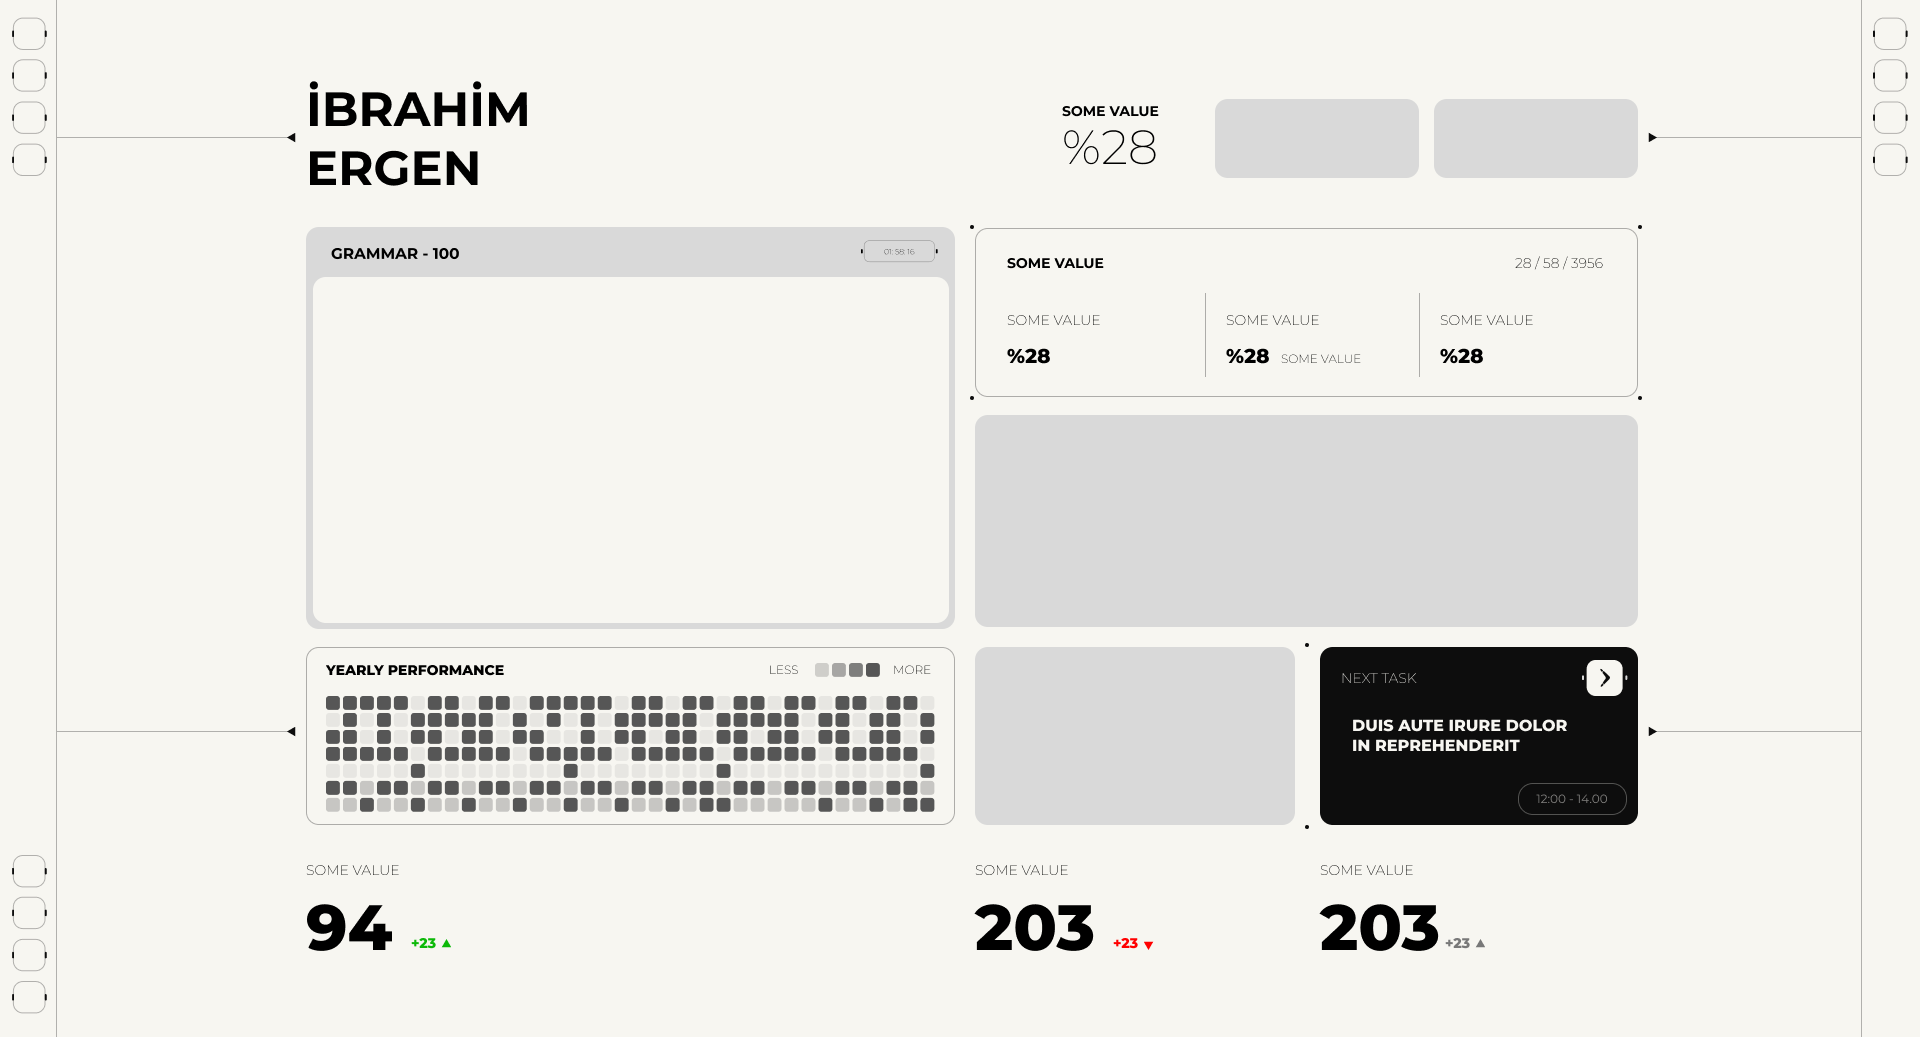 İBRAHİM
ERGEN
SOME VALUE
%28
GRAMMAR - 100
01:58:16
SOME VALUE
28 / 58 / 3956
SOME VALUE
%28
SOME VALUE
%28 SOME VALUE
SOME VALUE
%28
YEARLY PERFORMANCE
LESS
MORE
NEXT TASK
DUIS AUTE IRURE DOLOR
IN REPREHENDERIT
12:00 - 14.00
SOME VALUE
94 +23
SOME VALUE
203 +23
SOME VALUE
203 +23